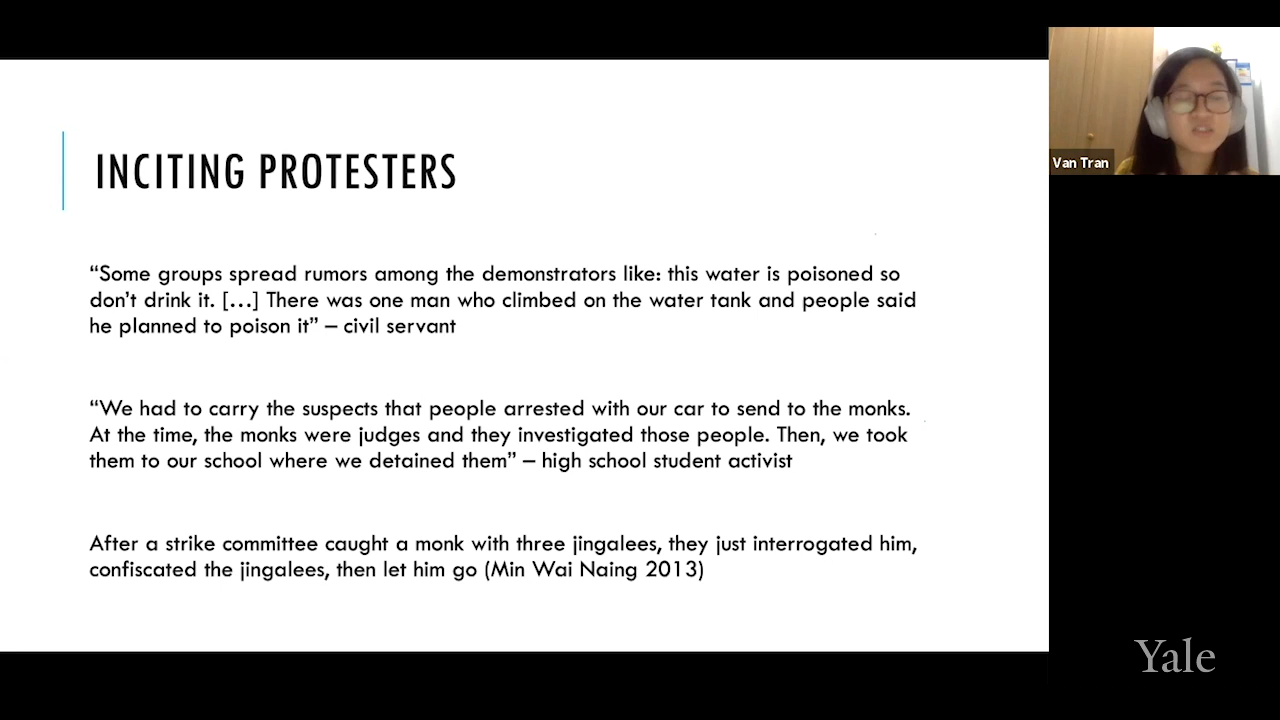 INCITING PROTESTERS
“Some groups spread rumors among the demonstrators like: this water is poisoned so
don’t drink it. […] There was one man who climbed on the water tank and people said
he planned to poison it” – civil servant
“We had to carry the suspects that people arrested with our car to send to the monks.
At the time, the monks were judges and they investigated those people. Then, we took
them to our school where we detained them” – high school student activist
After a strike committee caught a monk with three jingalees, they just interrogated him,
confiscated the jingalees, then let him go (Min Wai Naing 2013)
Van Tran
Yale